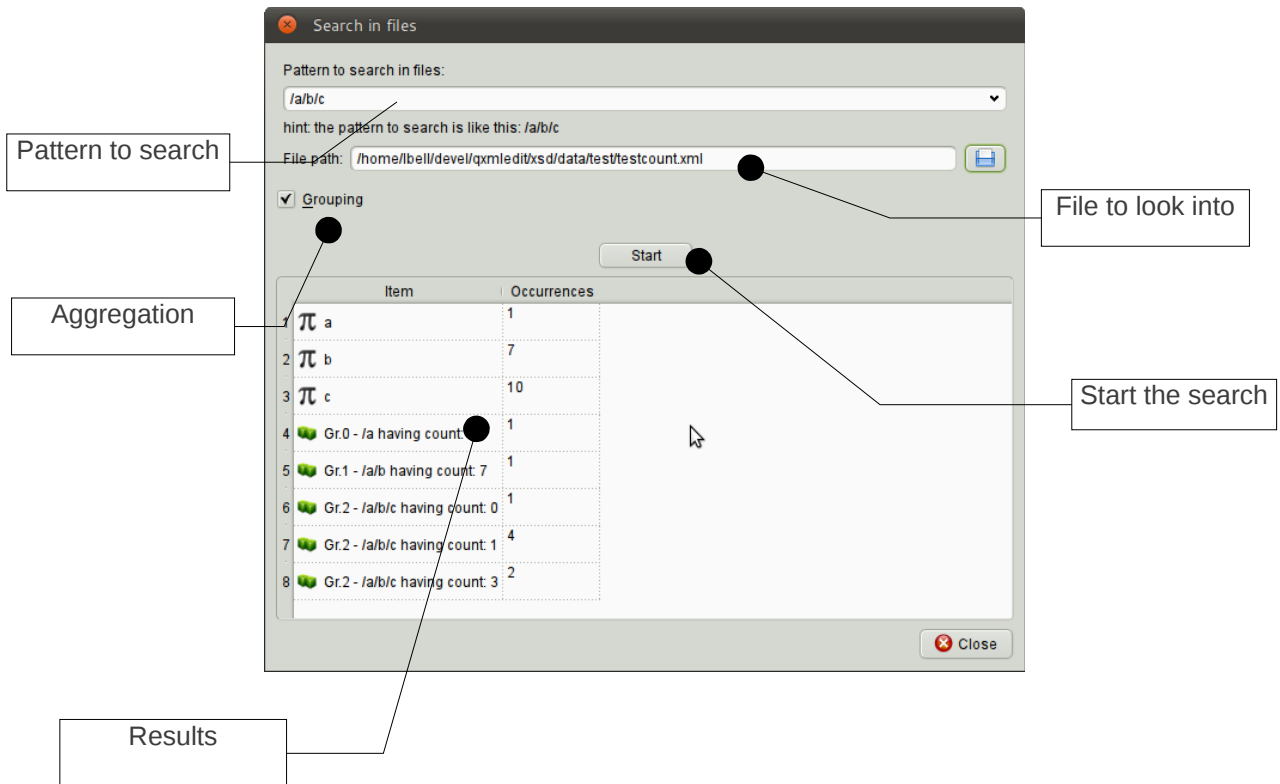 Search in files
Pattern to search in files:
/a/b/c
hint: the pattern to search is like this: /a/b/c
Pattern to search
File path: /home/lbell/devel/qxmledit/xsd/data/test/testcount.xml
Grouping
File to look into
Start
Item Occurrences
Aggregation
1 π a 1
2 π b 7
3 π c 10
Start the search
4 Gr.0 - /a having count: 1
5 Gr.1 - /a/b having count: 7 1
6 Gr.2 - /a/b/c having count: 0 1
7 Gr.2 - /a/b/c having count: 1 4
8 Gr.2 - /a/b/c having count: 3 2
Close
Results